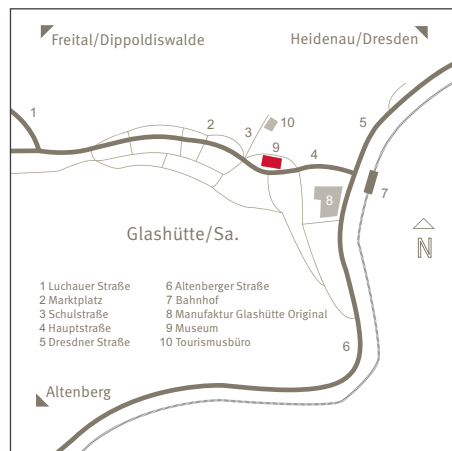 Freital/Dippoldiswalde
Heidenau/Dresden
1
2
3
10
5
9
4
7
8
Glashütte/Sa.
N
1 Luchauer Straße
2 Marktplatz
3 Schulstraße
4 Hauptstraße
5 Dresdner Straße
6 Altenberger Straße
7 Bahnhof
8 Manufaktur Glashütte Original
9 Museum
10 Tourismusbüro
6
Altenberg